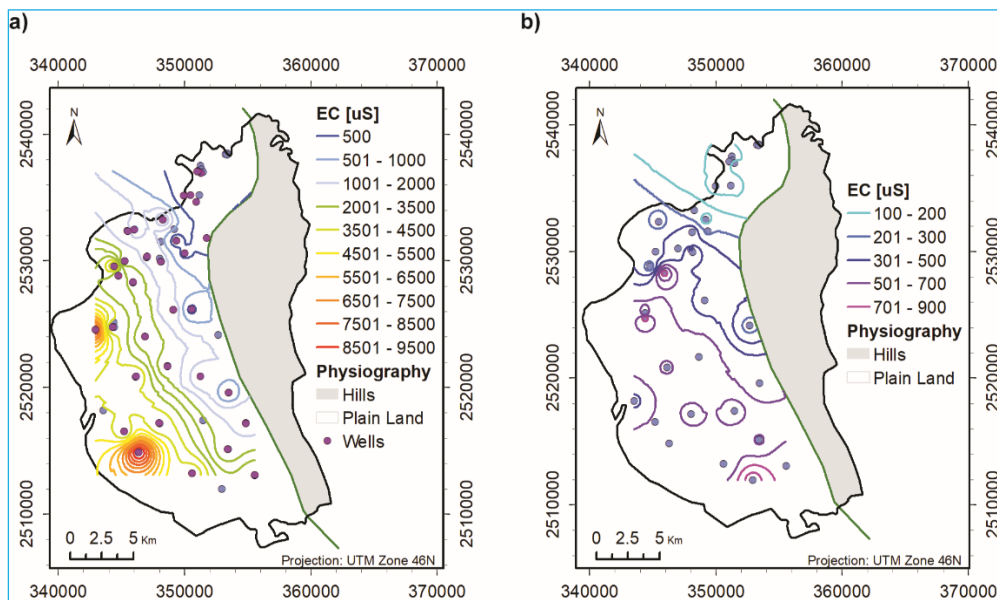 a)
340000 350000 360000 370000
2540000
2530000
2520000
2510000
N
EC [uS]
500
501 - 1000
1001 - 2000
2001 - 3500
3501 - 4500
4501 - 5500
5501 - 6500
6501 - 7500
7501 - 8500
8501 - 9500
Physiography
Hills
Plain Land
Wells
0 2.5 5 Km
Projection: UTM Zone 46N
2540000
2530000
2520000
2510000
340000 350000 360000 370000
b)
340000 350000 360000 370000
2540000
2530000
2520000
2510000
N
EC [uS]
100 - 200
201 - 300
301 - 500
501 - 700
701 - 900
Physiography
Hills
Plain Land
0 2.5 5 Km
Projection: UTM Zone 46N
2540000
2530000
2520000
2510000
340000 350000 360000 370000